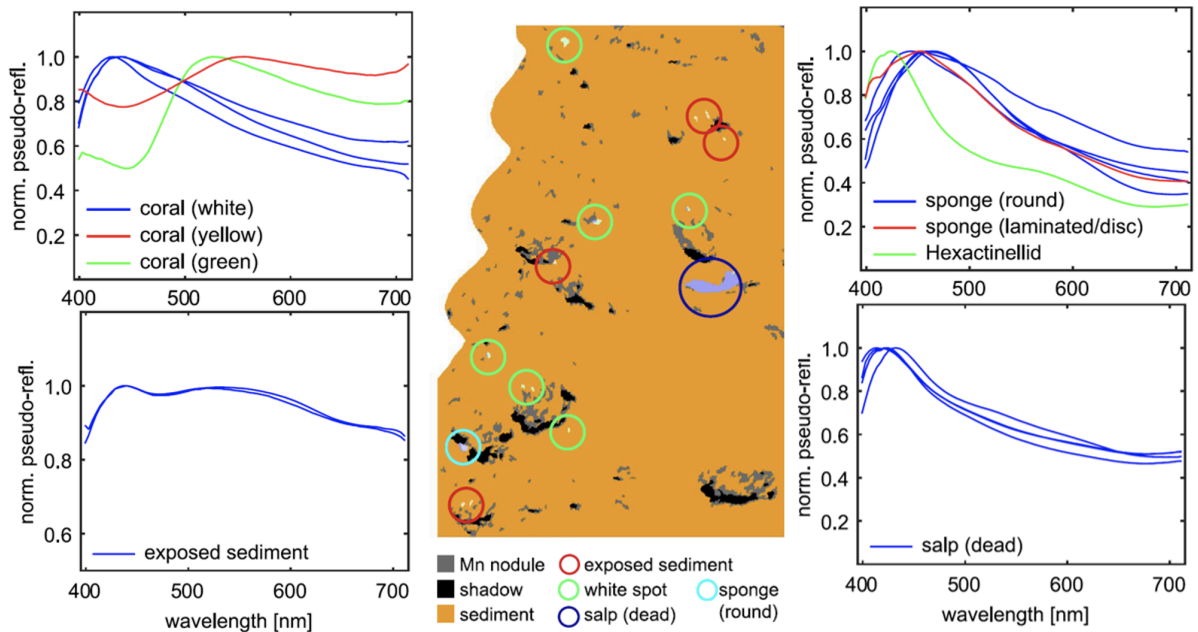 norm. pseudo-refl.
1.0
0.8
0.6
0.4
0.2
coral (white)
coral (yellow)
coral (green)
400 500 600 700
norm. pseudo-refl.
1.0
0.8
0.6
exposed sediment
400 500 600 700
wavelength [nm]
Mn nodule
shadow
sediment
exposed sediment
white spot
salp (dead)
sponge
(round)
norm. pseudo-refl.
1.0
0.8
0.6
0.4
0.2
sponge (round)
sponge (laminated/disc)
Hexactinellid
400 500 600 700
norm. pseudo-refl.
1.0
0.8
0.6
0.4
0.2
salp (dead)
400 500 600 700
wavelength [nm]